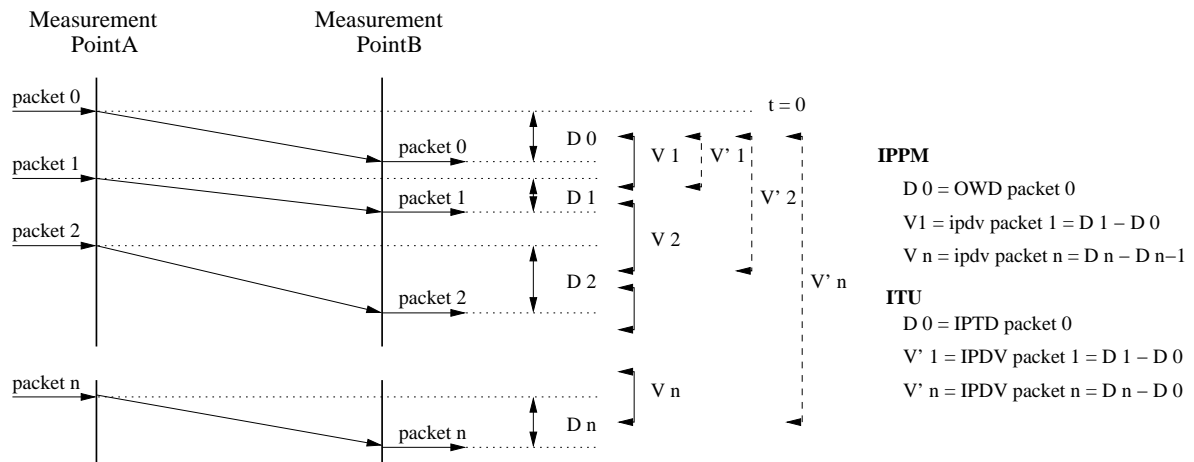 Measurement
PointA
Measurement
PointB
packet 0
t = 0
D 0
packet 0
V 1
V' 1
IPPM
packet 1
D 0 = OWD packet 0
packet 1
D 1
V' 2
V1 = ipdv packet 1 = D 1 – D 0
packet 2
V 2
V n = ipdv packet n = D n – D n–1
D 2
V' n
packet 2
ITU
D 0 = IPTD packet 0
V' 1 = IPDV packet 1 = D 1 – D 0
packet n
V n
V' n = IPDV packet n = D n – D 0
D n
packet n